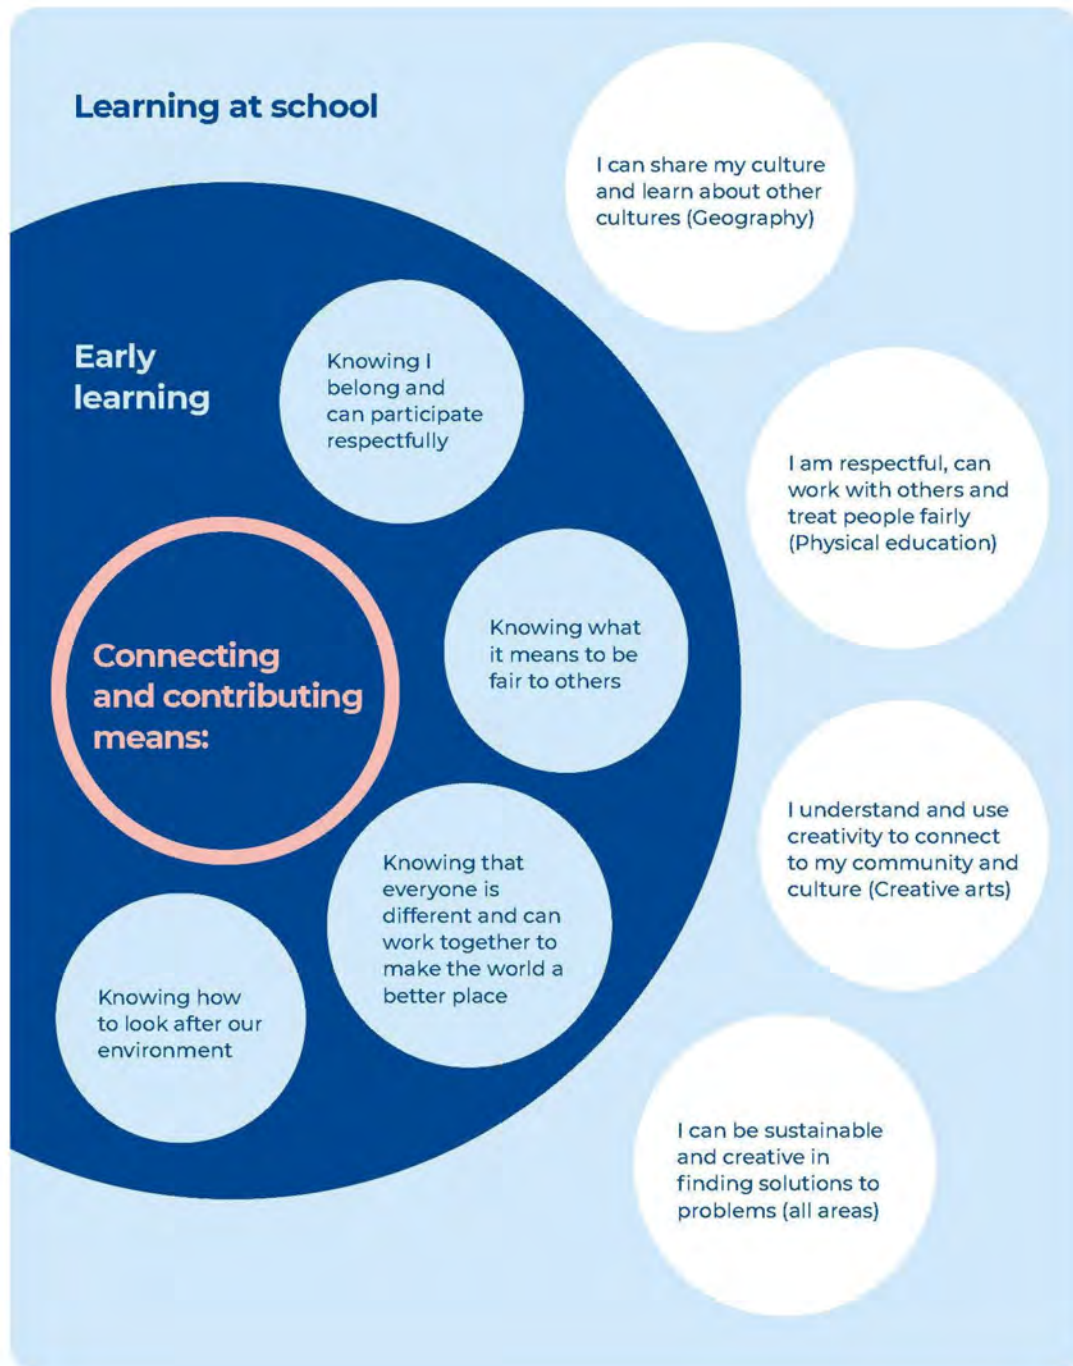 Learning at school
I can share my culture
and learn about other
cultures (Geography)
Early
learning
Knowing I
belong and
can participate
respectfully
I am respectful, can
work with others and
treat people fairly
(Physical education)
Connecting
and contributing
means:
Knowing what
it means to be
fair to others
I understand and use
creativity to connect
to my community and
culture (Creative arts)
Knowing that
everyone is
different and can
work together to
make the world a
better place
Knowing how
to look after our
environment
I can be sustainable
and creative in
finding solutions to
problems (all areas)